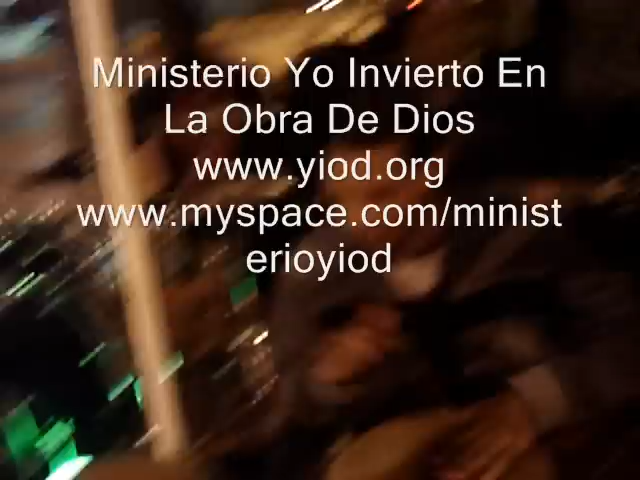 Ministerio Yo Invierto En
La Obra De Dios
www.yiod.org
www.myspace.com/minist
erioyiod